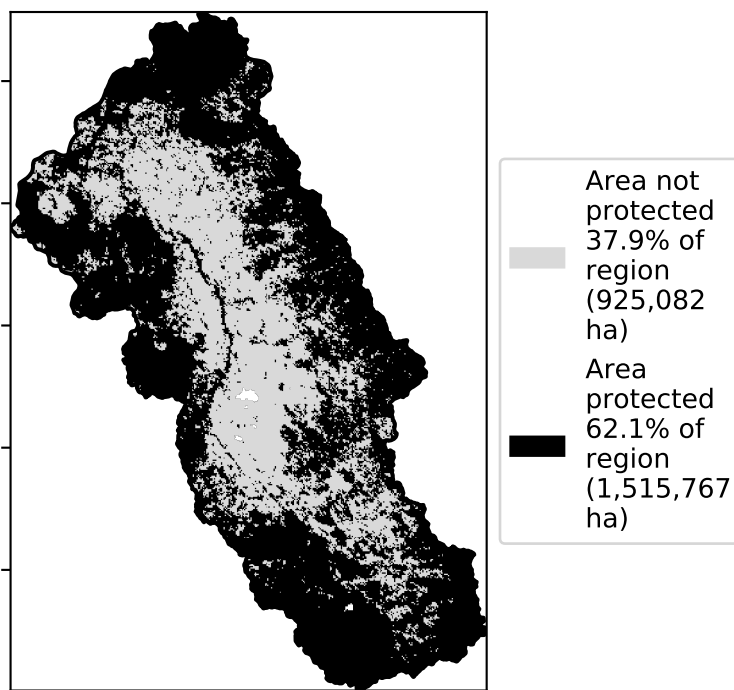 Area not
protected
37.9% of
region
(925,082
ha)
Area
protected
62.1% of
region
(1,515,767
ha)